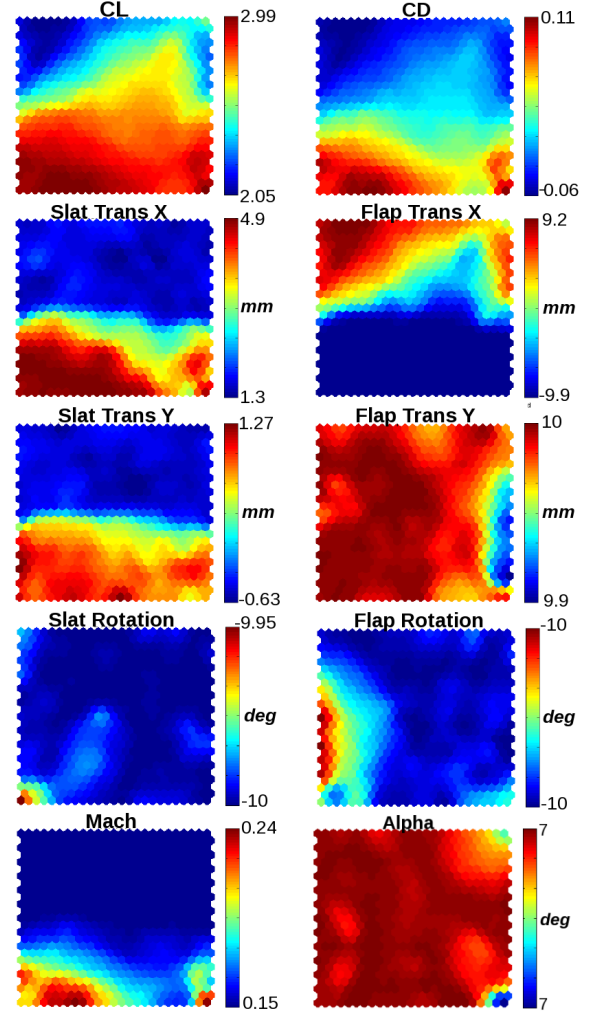 CL CD
2.99 0.11
2.05 -0.06
Slat Trans X Flap Trans X
4.9 9.2
mm mm
1.3 -9.9
Slat Trans Y Flap Trans Y
1.27 10
mm mm
-0.63 9.9
Slat Rotation Flap Rotation
-9.95 -10
deg deg
-10 -10
Mach Alpha
0.24 7
deg
0.15 7